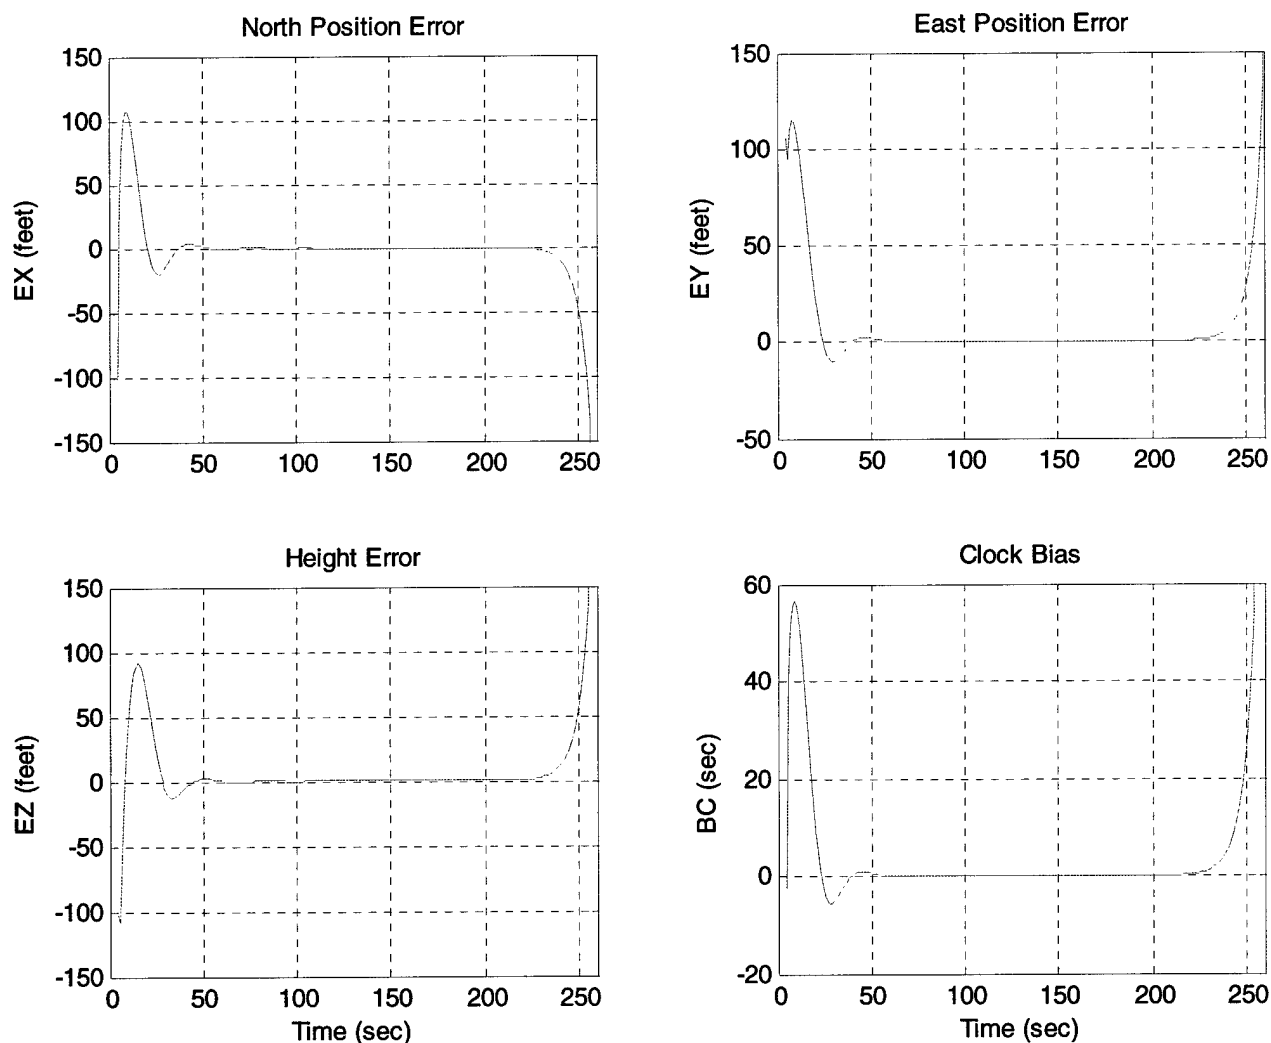 North Position Error
150
100
50
0
-50
-100
-150
EX (feet)
0 50 100 150 200 250
East Position Error
150
100
50
0
-50
EY (feet)
0 50 100 150 200 250
Height Error
150
100
50
0
-50
-100
-150
EZ (feet)
0 50 100 150 200 250
Time (sec)
Clock Bias
60
40
20
0
-20
BC (sec)
0 50 100 150 200 250
Time (sec)